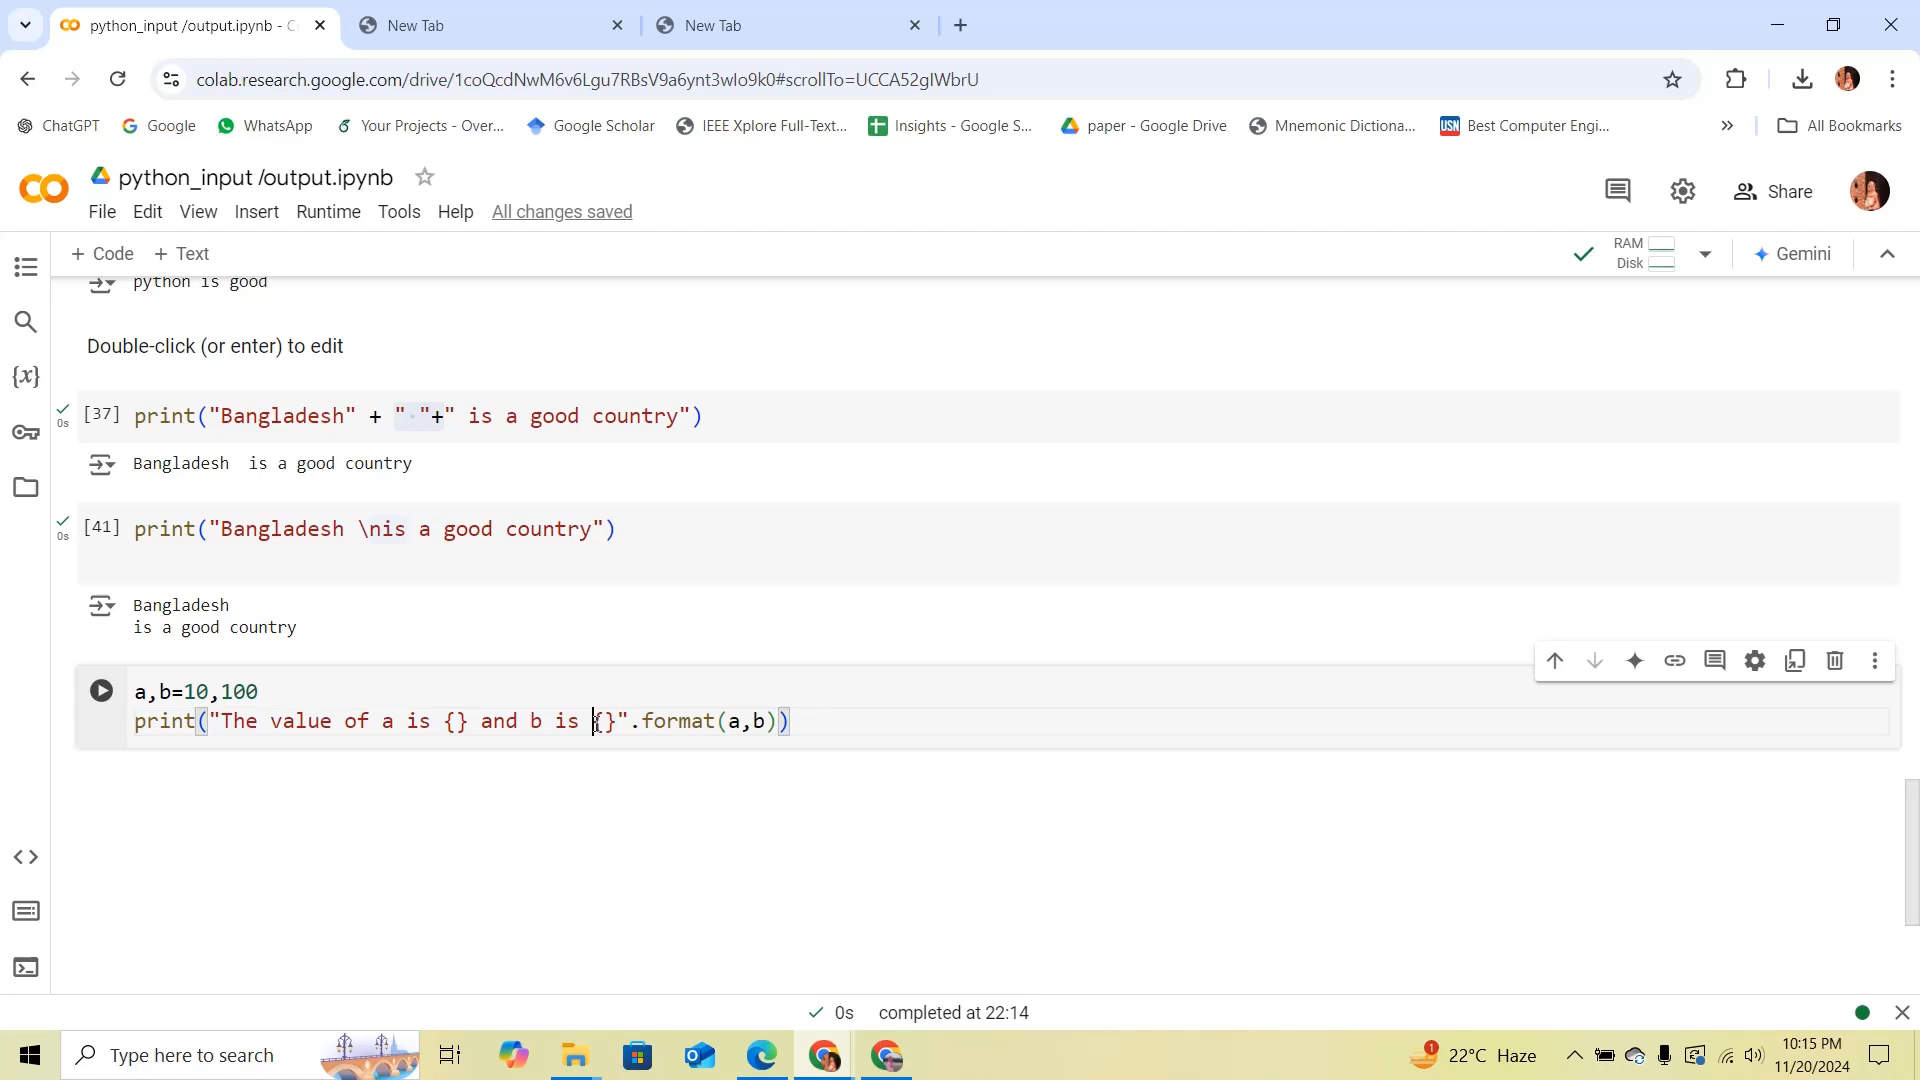 python_input /output.ipynb - C
New Tab
New Tab
colab.research.google.com/drive/1coQcdNwM6v6Lgu7RBsV9a6ynt3wIo9k0#scrollTo=UCCA52gIWbrU
ChatGPT
Google
WhatsApp
Your Projects - Over...
Google Scholar
IEEE Xplore Full-Text...
Insights - Google S...
paper - Google Drive
Mnemonic Dictiona...
USN
Best Computer Engi...
All Bookmarks
python_input /output.ipynb
Share
File Edit View Insert Runtime Tools Help All changes saved
+ Code + Text
RAM
Disk
Gemini
python is good
Double-click (or enter) to edit
0s
[37] print("Bangladesh" + " "+" is a good country")
Bangladesh  is a good country
0s
[41] print("Bangladesh \nis a good country")
Bangladesh
is a good country
a,b=10,100
print("The value of a is {} and b is {}".format(a,b))
0s completed at 22:14
Type here to search
1
22°C Haze
10:15 PM
11/20/2024